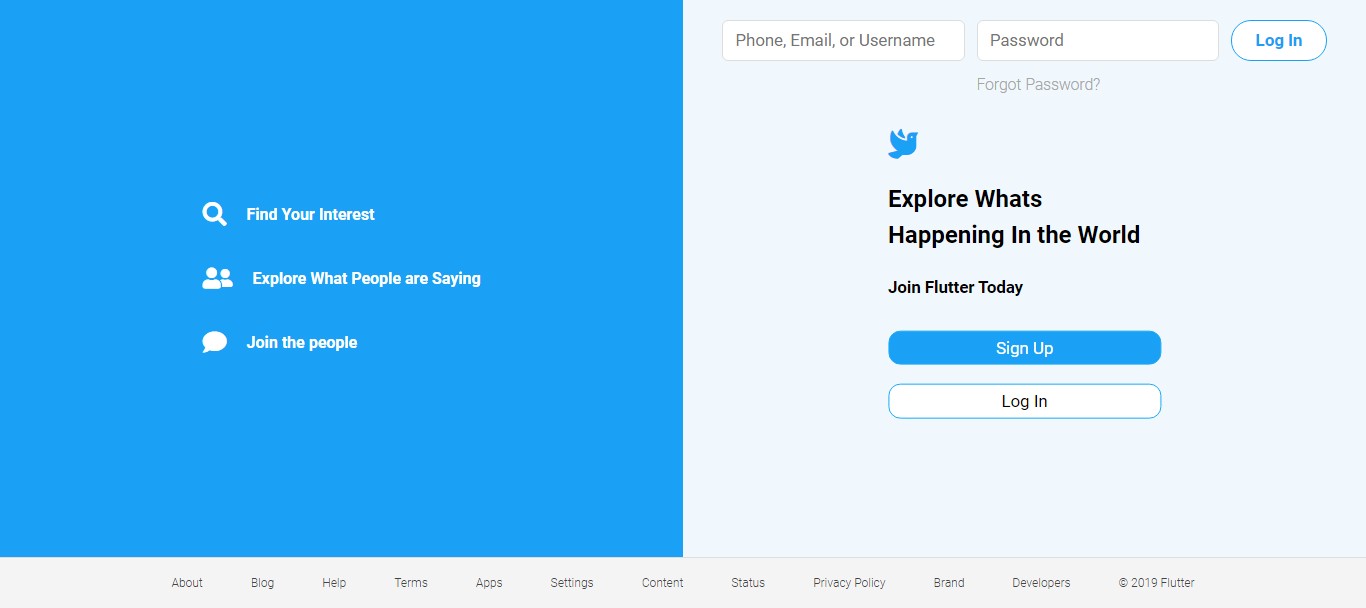 Phone, Email, or Username
Password
Log In
Forgot Password?
Find Your Interest
Explore What People are Saying
Join the people
Explore Whats
Happening In the World
Join Flutter Today
Sign Up
Log In
About Blog Help Terms Apps Settings Content Status Privacy Policy Brand Developers © 2019 Flutter